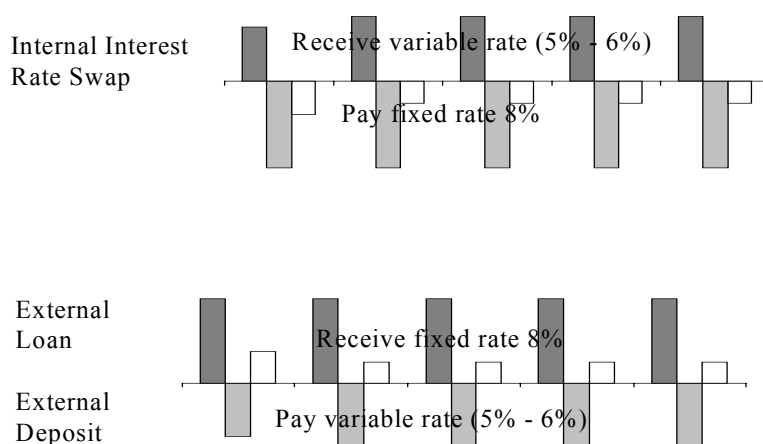 Internal Interest
Rate Swap
Receive variable rate (5% - 6%)
Pay fixed rate 8%
External
Loan
Receive fixed rate 8%
External
Deposit
Pay variable rate (5% - 6%)